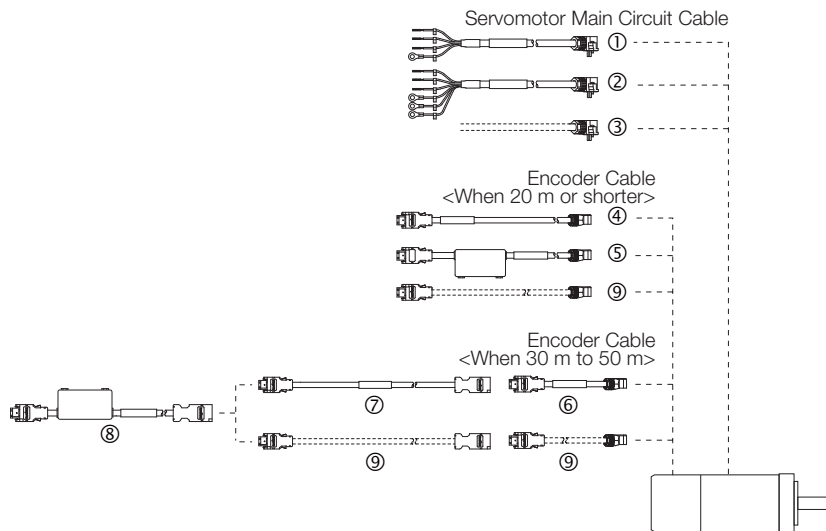 Servomotor Main Circuit Cable
①
②
③
Encoder Cable
<When 20 m or shorter>
④
⑤
⑨
Encoder Cable
<When 30 m to 50 m>
⑦
⑥
⑧
⑨
⑨